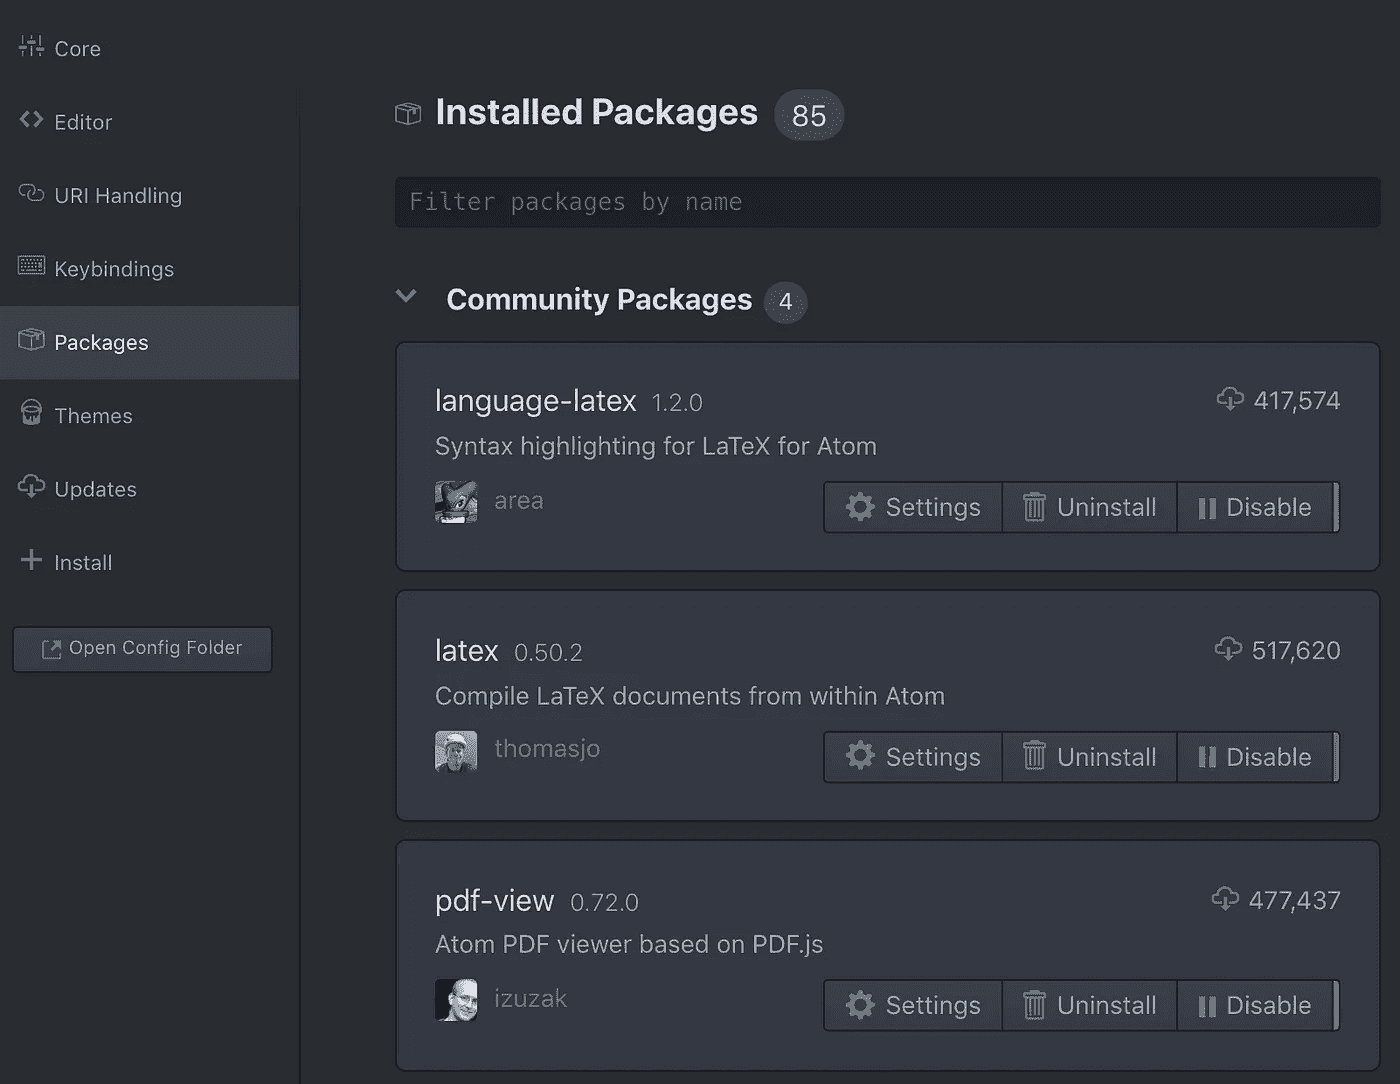 Core
Editor
URI Handling
Keybindings
Packages
Themes
Updates
Install
Open Config Folder
Installed Packages 85
Filter packages by name
Community Packages 4
language-latex 1.2.0 417,574
Syntax highlighting for LaTeX for Atom
area Settings Uninstall Disable
latex 0.50.2 517,620
Compile LaTeX documents from within Atom
thomasjo Settings Uninstall Disable
pdf-view 0.72.0 477,437
Atom PDF viewer based on PDF.js
izuzak Settings Uninstall Disable